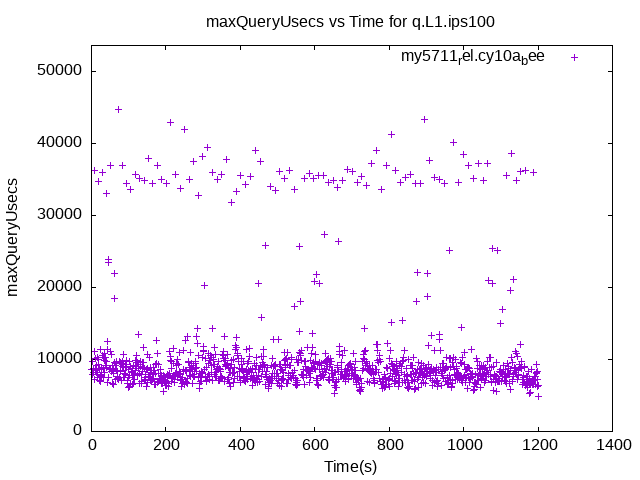 maxQueryUsecs vs Time for q.L1.ips100
my5711rel.cy10abee
50000
40000
30000
20000
10000
0
maxQueryUsecs
0 200 400 600 800 1000 1200 1400
Time(s)